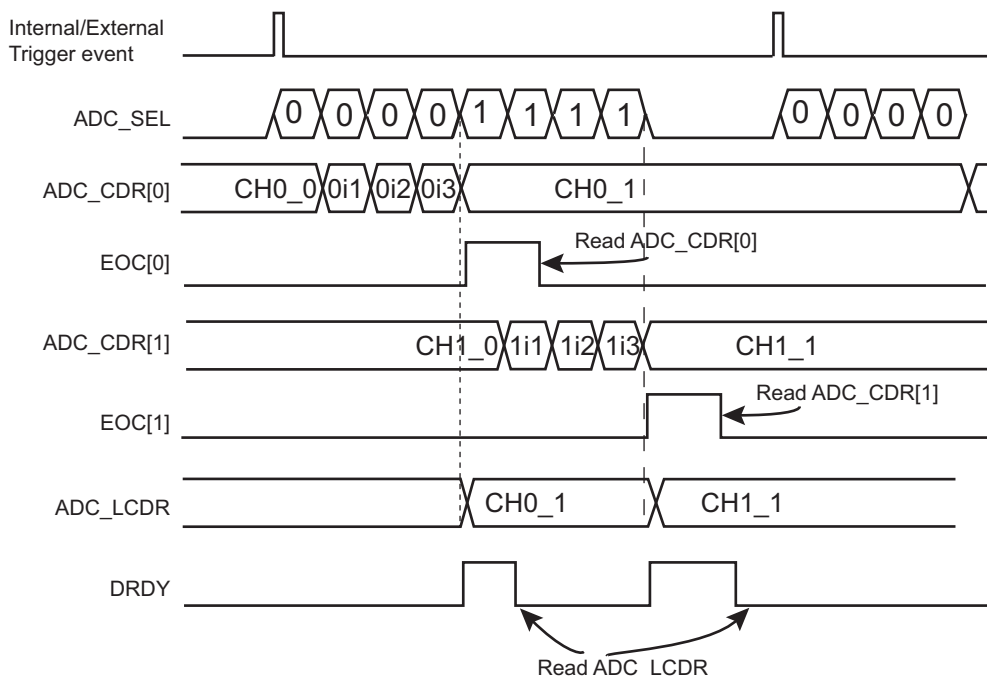 Internal/External
Trigger event
ADC_SEL 0 0 0 0 1 1 1 1 0 0 0 0
ADC_CDR[0] CH0_0 0i1 0i2 0i3 CH0_1
EOC[0] Read ADC_CDR[0]
ADC_CDR[1] CH1_0 1i1 1i2 1i3 CH1_1
EOC[1] Read ADC_CDR[1]
ADC_LCDR CH0_1 CH1_1
DRDY
Read ADC_LCDR